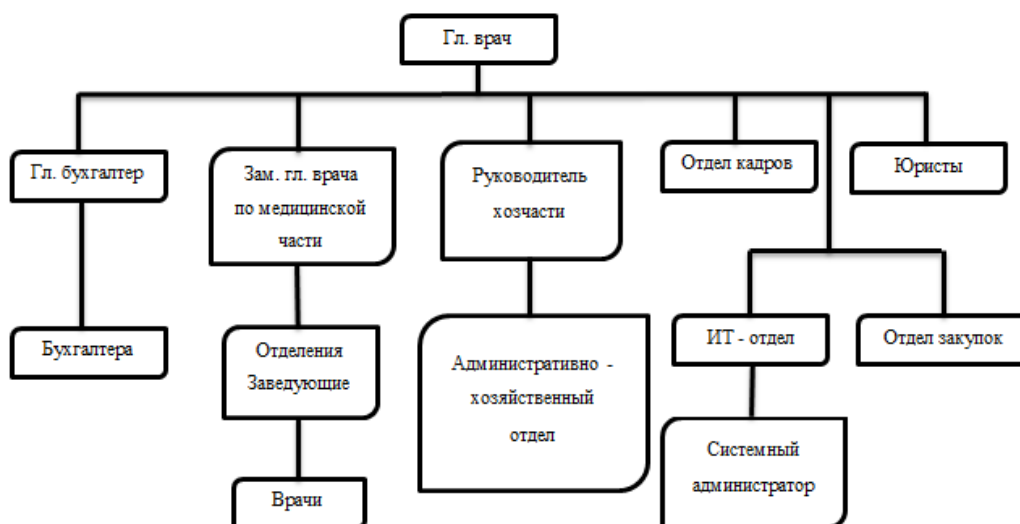 Гл. врач
Гл. бухгалтер
Зам. гл. врача
по медицинской
части
Руководитель
хозчасти
Отдел кадров
Юристы
Бухгалтера
Отделения
Заведующие
Административно -
хозяйственный
отдел
ИТ - отдел
Отдел закупок
Врачи
Системный
администратор